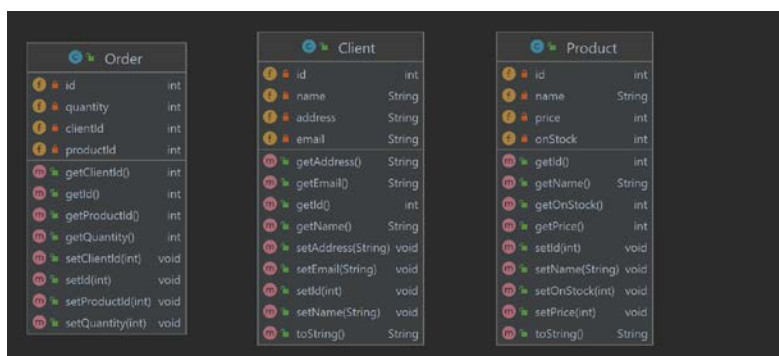 Order
id int
quantity int
clientId int
productId int
getClientId() int
getId() int
getProductId() int
getQuantity() int
setClientId(int) void
setId(int) void
setProductId(int) void
setQuantity(int) void
Client
id int
name String
address String
email String
getAddress() String
getEmail() String
getId() int
getName() String
setAddress(String) void
setEmail(String) void
setId(int) void
setName(String) void
toString() String
Product
id int
name String
price int
onStock int
getId() int
getName() String
getOnStock() int
getPrice() int
setId(int) void
setName(String) void
setOnStock(int) void
setPrice(int) void
toString() String